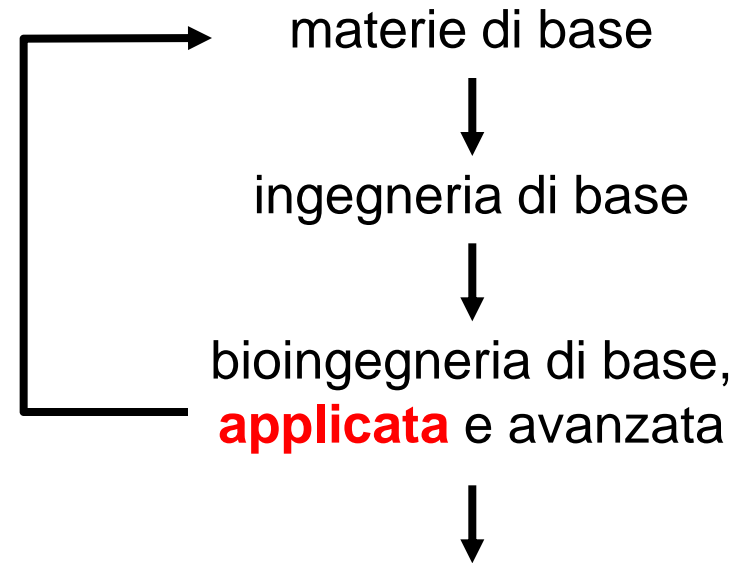 materie di base
ingegneria di base
bioingegneria di base,
applicata e avanzata